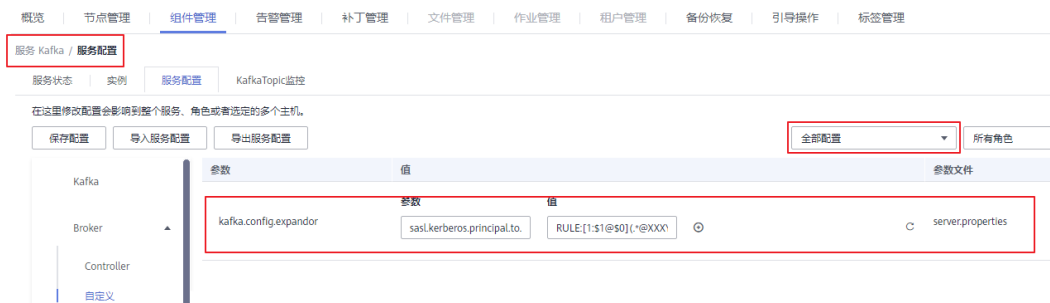 概览 节点管理 组件管理 告警管理 补丁管理 文件管理 作业管理 租户管理 备份恢复 引导操作 标签管理
服务 Kafka / 服务配置
服务状态 实例 服务配置 KafkaTopic监控
在这里修改配置会影响到整个服务、角色或者选定的多个主机。
保存配置 导入服务配置 导出服务配置 全部配置 所有角色
参数 值 参数文件
Kafka
参数 值
kafka.config.expandor sasl.kerberos.principal.to. RULE:[1:$1@$0](.*@XXX server.properties
Broker
Controller
自定义